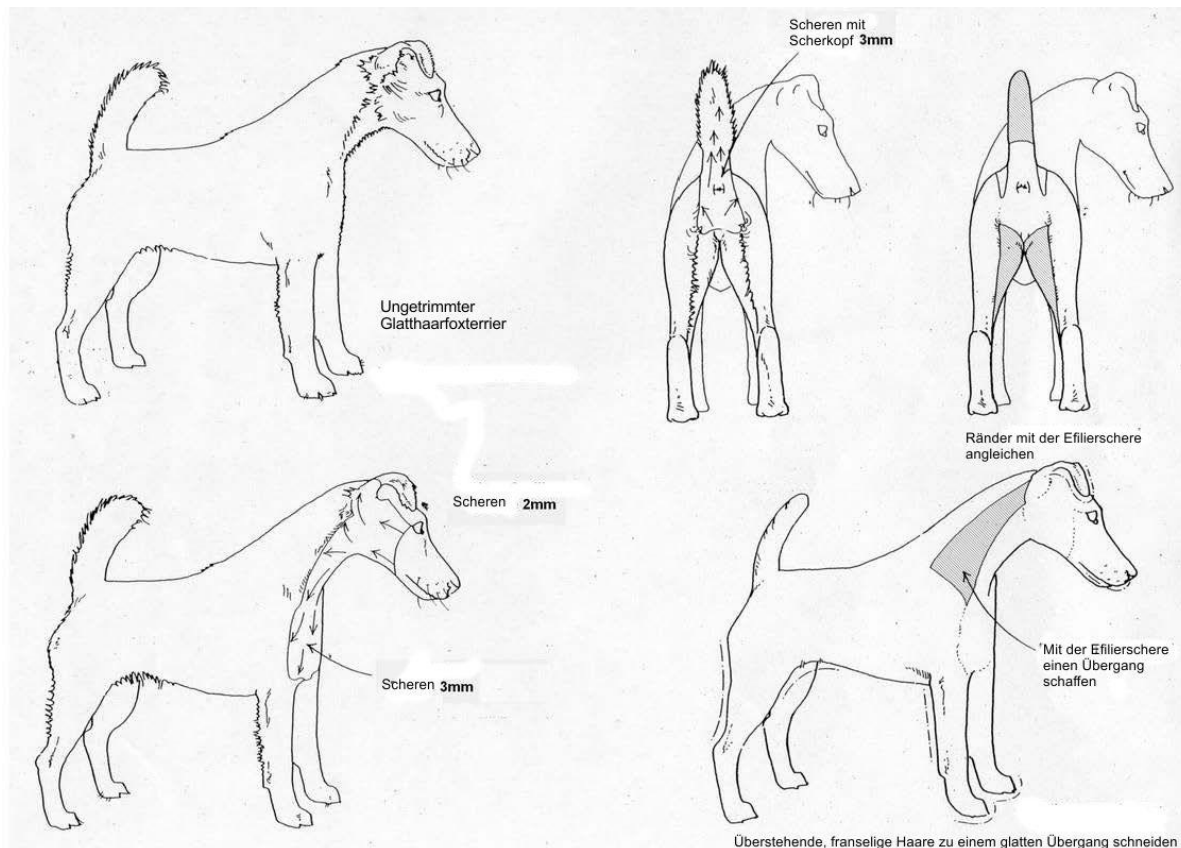 Scheren mit
Scherkopf 3mm
Ungetrimmter
Glatthaarfoxterrier
Ränder mit der Efilierschere
angleichen
Scheren 2mm
Scheren 3mm
Mit der Efilierschere
einen Übergang
schaffen
Überstehende, franselige Haare zu einem glatten Übergang schneiden